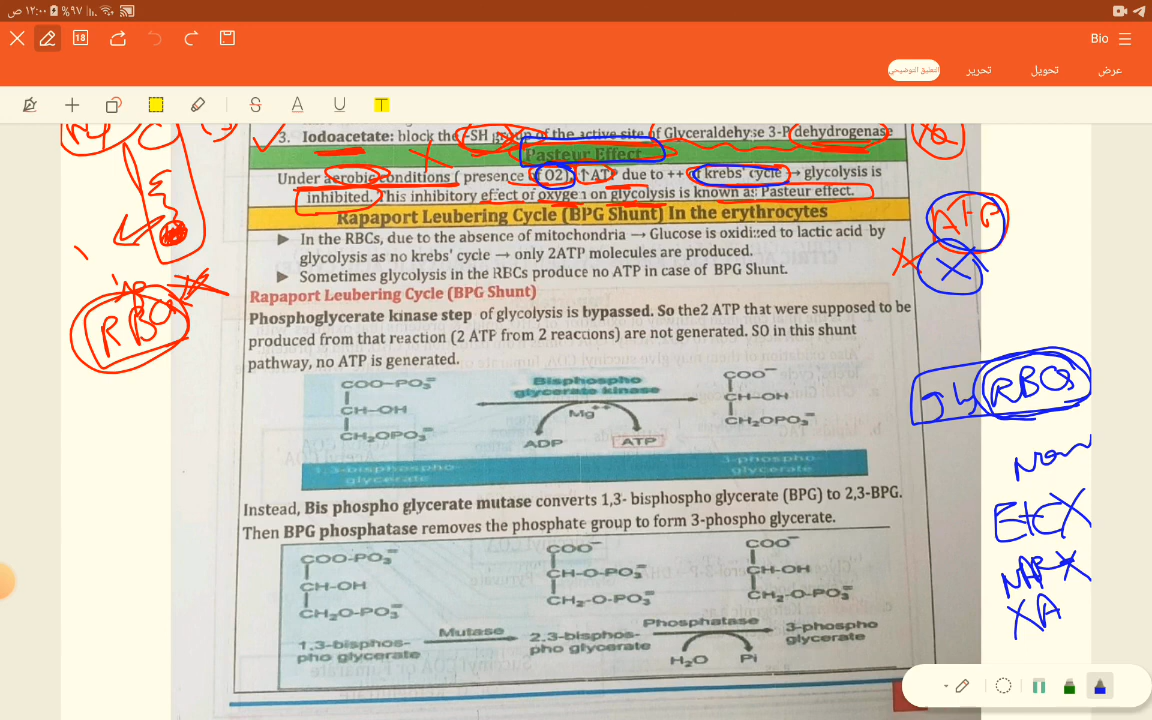 ١٢:٠٠ ص
%٩٧
18
Bio
عرض
تحويل
تحرير
التعليق التوضيحي
3. Iodoacetate: block the (-SH group of the active site of Glyceraldehyse 3-P dehydrogenase
Pasteur Effect
Under aerobic conditions ( presence of O2), ↑ATP due to ++ of krebs' cycle → glycolysis is
inhibited. This inhibitory effect of oxygen on glycolysis is known as Pasteur effect.
Rapaport Leubering Cycle (BPG Shunt) In the erythrocytes
▶ In the RBCs, due to the absence of mitochondria → Glucose is oxidized to lactic acid by
glycolysis as no krebs' cycle → only 2ATP molecules are produced.
▶ Sometimes glycolysis in the RBCs produce no ATP in case of BPG Shunt.
Rapaport Leubering Cycle (BPG Shunt)
Phosphoglycerate kinase step of glycolysis is bypassed. So the2 ATP that were supposed to be
produced from that reaction (2 ATP from 2 reactions) are not generated. SO in this shunt
pathway, no ATP is generated.
COO-PO₃⁼
CH-OH
CH₂OPO₃⁼
Bisphospho
glycerate kinase
Mg⁺⁺
ADP
ATP
COO⁻
CH-OH
CH₂OPO₃⁼
1,3-bisphospho-
glycerate
3-phospho-
glycerate
Instead, Bis phospho glycerate mutase converts 1,3- bisphospho glycerate (BPG) to 2,3-BPG.
Then BPG phosphatase removes the phosphate group to form 3-phospho glycerate.
COO-PO₃⁼
CH-OH
CH₂O-PO₃⁼
1,3-bisphos-
pho glycerate
Mutase
COO⁻
CH-O-PO₃⁼
CH₂-O-PO₃⁼
2.3-bisphos-
pho glycerate
Phosphatase
H₂O
Pi
COO⁻
CH-OH
CH₂-O-PO₃⁼
3-phospho
glycerate
RBCs
RBCs